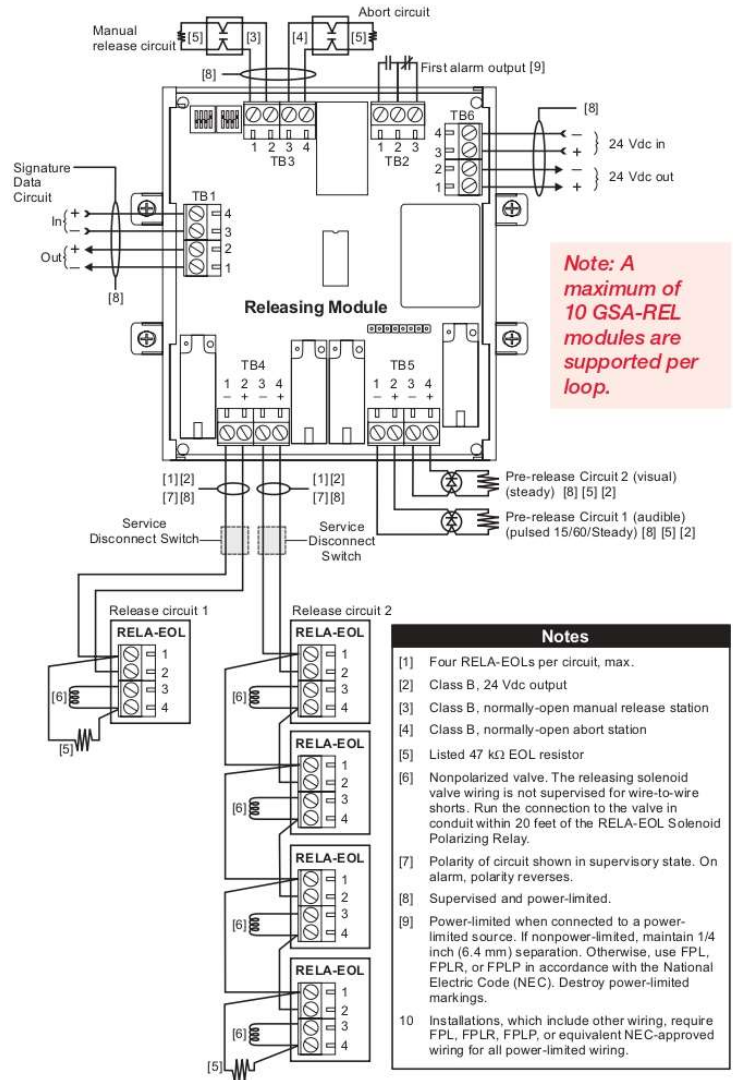 Manual
release circuit
Abort circuit
[5]
[3]
[4]
[5]
[8]
First alarm output [9]
1 2 3 4
TB3
1 2 3
TB2
TB6
4
3
2
1
[8]
–
+
24 Vdc in
–
+
24 Vdc out
Signature
Data
Circuit
In
+
–
Out
+
–
[8]
TB1
4
3
2
1
Releasing Module
Note: A
maximum of
10 GSA-REL
modules are
supported per
loop.
TB4
1 2 3 4
– + – +
TB5
1 2 3 4
– + – +
[1][2]
[7][8]
[1][2]
[7][8]
Pre-release Circuit 2 (visual)
(steady) [8] [5] [2]
Pre-release Circuit 1 (audible)
(pulsed 15/60/Steady) [8] [5] [2]
Service
Disconnect Switch
Service
Disconnect
Switch
Release circuit 1
RELA-EOL
1
2
3
4
[6]
[5]
Release circuit 2
RELA-EOL
1
2
3
4
[6]
RELA-EOL
1
2
3
4
[6]
RELA-EOL
1
2
3
4
[6]
RELA-EOL
1
2
3
4
[6]
[5]
Notes
[1] Four RELA-EOLs per circuit, max.
[2] Class B, 24 Vdc output
[3] Class B, normally-open manual release station
[4] Class B, normally-open abort station
[5] Listed 47 kΩ EOL resistor
[6] Nonpolarized valve. The releasing solenoid
valve wiring is not supervised for wire-to-wire
shorts. Run the connection to the valve in
conduit within 20 feet of the RELA-EOL Solenoid
Polarizing Relay.
[7] Polarity of circuit shown in supervisory state. On
alarm, polarity reverses.
[8] Supervised and power-limited.
[9] Power-limited when connected to a power-
limited source. If nonpower-limited, maintain 1/4
inch (6.4 mm) separation. Otherwise, use FPL,
FPLR, or FPLP in accordance with the National
Electric Code (NEC). Destroy power-limited
markings.
10 Installations, which include other wiring, require
FPL, FPLR, FPLP, or equivalent NEC-approved
wiring for all power-limited wiring.